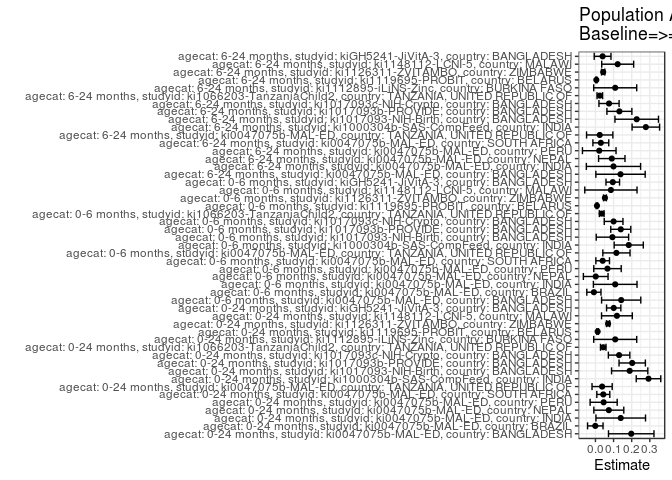 Population A
Baseline=>=
agecat: 6-24 months, studyid: kiGH5241-JiVitA-3, country: BANGLADESH
agecat: 6-24 months, studyid: ki1148112-LCNI-5, country: MALAWI
agecat: 6-24 months, studyid: ki1126311-ZVITAMBO, country: ZIMBABWE
agecat: 6-24 months, studyid: ki1119695-PROBIT, country: BELARUS
agecat: 6-24 months, studyid: ki1112895-iLiNS-Zinc, country: BURKINA FASO
agecat: 6-24 months, studyid: ki1066203-TanzaniaChild2, country: TANZANIA, UNITED REPUBLIC OF
agecat: 6-24 months, studyid: ki1017093c-NIH-Crypto, country: BANGLADESH
agecat: 6-24 months, studyid: ki1017093b-PROVIDE, country: BANGLADESH
agecat: 6-24 months, studyid: ki1017093-NIH-Birth, country: BANGLADESH
agecat: 6-24 months, studyid: ki1000304b-SAS-CompFeed, country: INDIA
agecat: 6-24 months, studyid: ki0047075b-MAL-ED, country: TANZANIA, UNITED REPUBLIC OF
agecat: 6-24 months, studyid: ki0047075b-MAL-ED, country: SOUTH AFRICA
agecat: 6-24 months, studyid: ki0047075b-MAL-ED, country: PERU
agecat: 6-24 months, studyid: ki0047075b-MAL-ED, country: NEPAL
agecat: 6-24 months, studyid: ki0047075b-MAL-ED, country: INDIA
agecat: 6-24 months, studyid: ki0047075b-MAL-ED, country: BANGLADESH
agecat: 0-6 months, studyid: kiGH5241-JiVitA-3, country: BANGLADESH
agecat: 0-6 months, studyid: ki1148112-LCNI-5, country: MALAWI
agecat: 0-6 months, studyid: ki1126311-ZVITAMBO, country: ZIMBABWE
agecat: 0-6 months, studyid: ki1119695-PROBIT, country: BELARUS
agecat: 0-6 months, studyid: ki1066203-TanzaniaChild2, country: TANZANIA, UNITED REPUBLIC OF
agecat: 0-6 months, studyid: ki1017093c-NIH-Crypto, country: BANGLADESH
agecat: 0-6 months, studyid: ki1017093b-PROVIDE, country: BANGLADESH
agecat: 0-6 months, studyid: ki1017093-NIH-Birth, country: BANGLADESH
agecat: 0-6 months, studyid: ki1000304b-SAS-CompFeed, country: INDIA
agecat: 0-6 months, studyid: ki0047075b-MAL-ED, country: TANZANIA, UNITED REPUBLIC OF
agecat: 0-6 months, studyid: ki0047075b-MAL-ED, country: SOUTH AFRICA
agecat: 0-6 months, studyid: ki0047075b-MAL-ED, country: PERU
agecat: 0-6 months, studyid: ki0047075b-MAL-ED, country: NEPAL
agecat: 0-6 months, studyid: ki0047075b-MAL-ED, country: INDIA
agecat: 0-6 months, studyid: ki0047075b-MAL-ED, country: BRAZIL
agecat: 0-6 months, studyid: ki0047075b-MAL-ED, country: BANGLADESH
agecat: 0-24 months, studyid: kiGH5241-JiVitA-3, country: BANGLADESH
agecat: 0-24 months, studyid: ki1148112-LCNI-5, country: MALAWI
agecat: 0-24 months, studyid: ki1126311-ZVITAMBO, country: ZIMBABWE
agecat: 0-24 months, studyid: ki1119695-PROBIT, country: BELARUS
agecat: 0-24 months, studyid: ki1112895-iLiNS-Zinc, country: BURKINA FASO
agecat: 0-24 months, studyid: ki1066203-TanzaniaChild2, country: TANZANIA, UNITED REPUBLIC OF
agecat: 0-24 months, studyid: ki1017093c-NIH-Crypto, country: BANGLADESH
agecat: 0-24 months, studyid: ki1017093b-PROVIDE, country: BANGLADESH
agecat: 0-24 months, studyid: ki1017093-NIH-Birth, country: BANGLADESH
agecat: 0-24 months, studyid: ki1000304b-SAS-CompFeed, country: INDIA
agecat: 0-24 months, studyid: ki0047075b-MAL-ED, country: TANZANIA, UNITED REPUBLIC OF
agecat: 0-24 months, studyid: ki0047075b-MAL-ED, country: SOUTH AFRICA
agecat: 0-24 months, studyid: ki0047075b-MAL-ED, country: PERU
agecat: 0-24 months, studyid: ki0047075b-MAL-ED, country: NEPAL
agecat: 0-24 months, studyid: ki0047075b-MAL-ED, country: INDIA
agecat: 0-24 months, studyid: ki0047075b-MAL-ED, country: BRAZIL
agecat: 0-24 months, studyid: ki0047075b-MAL-ED, country: BANGLADESH
0.0 0.1 0.2 0.3
Estimate